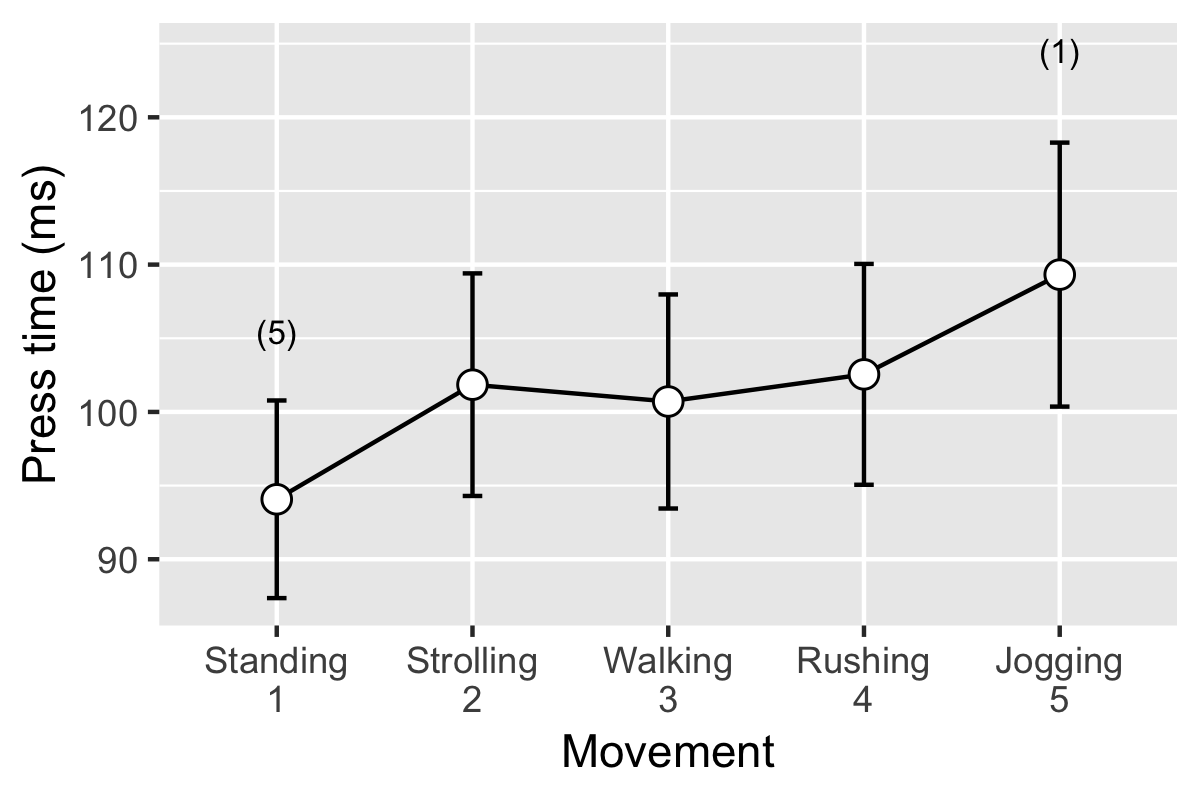 (1)
120
110
(5)
100
90
Press time (ms)
Standing Strolling Walking Rushing Jogging
1 2 3 4 5
Movement